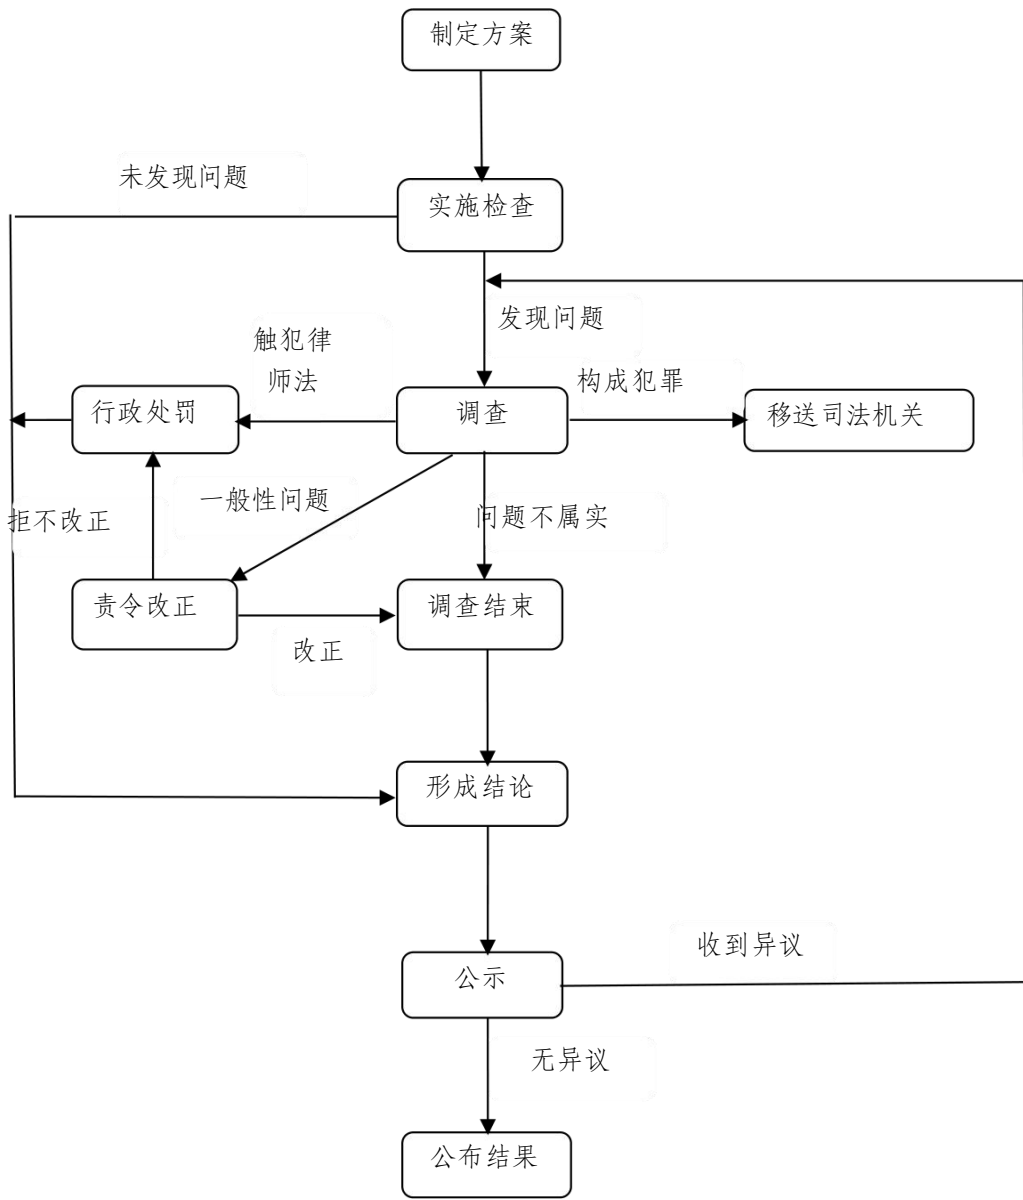 制定方案
未发现问题
实施检查
发现问题
触犯律
师法
构成犯罪
行政处罚
调查
移送司法机关
一般性问题
拒不改正
问题不属实
责令改正
调查结束
改正
形成结论
收到异议
公示
无异议
公布结果